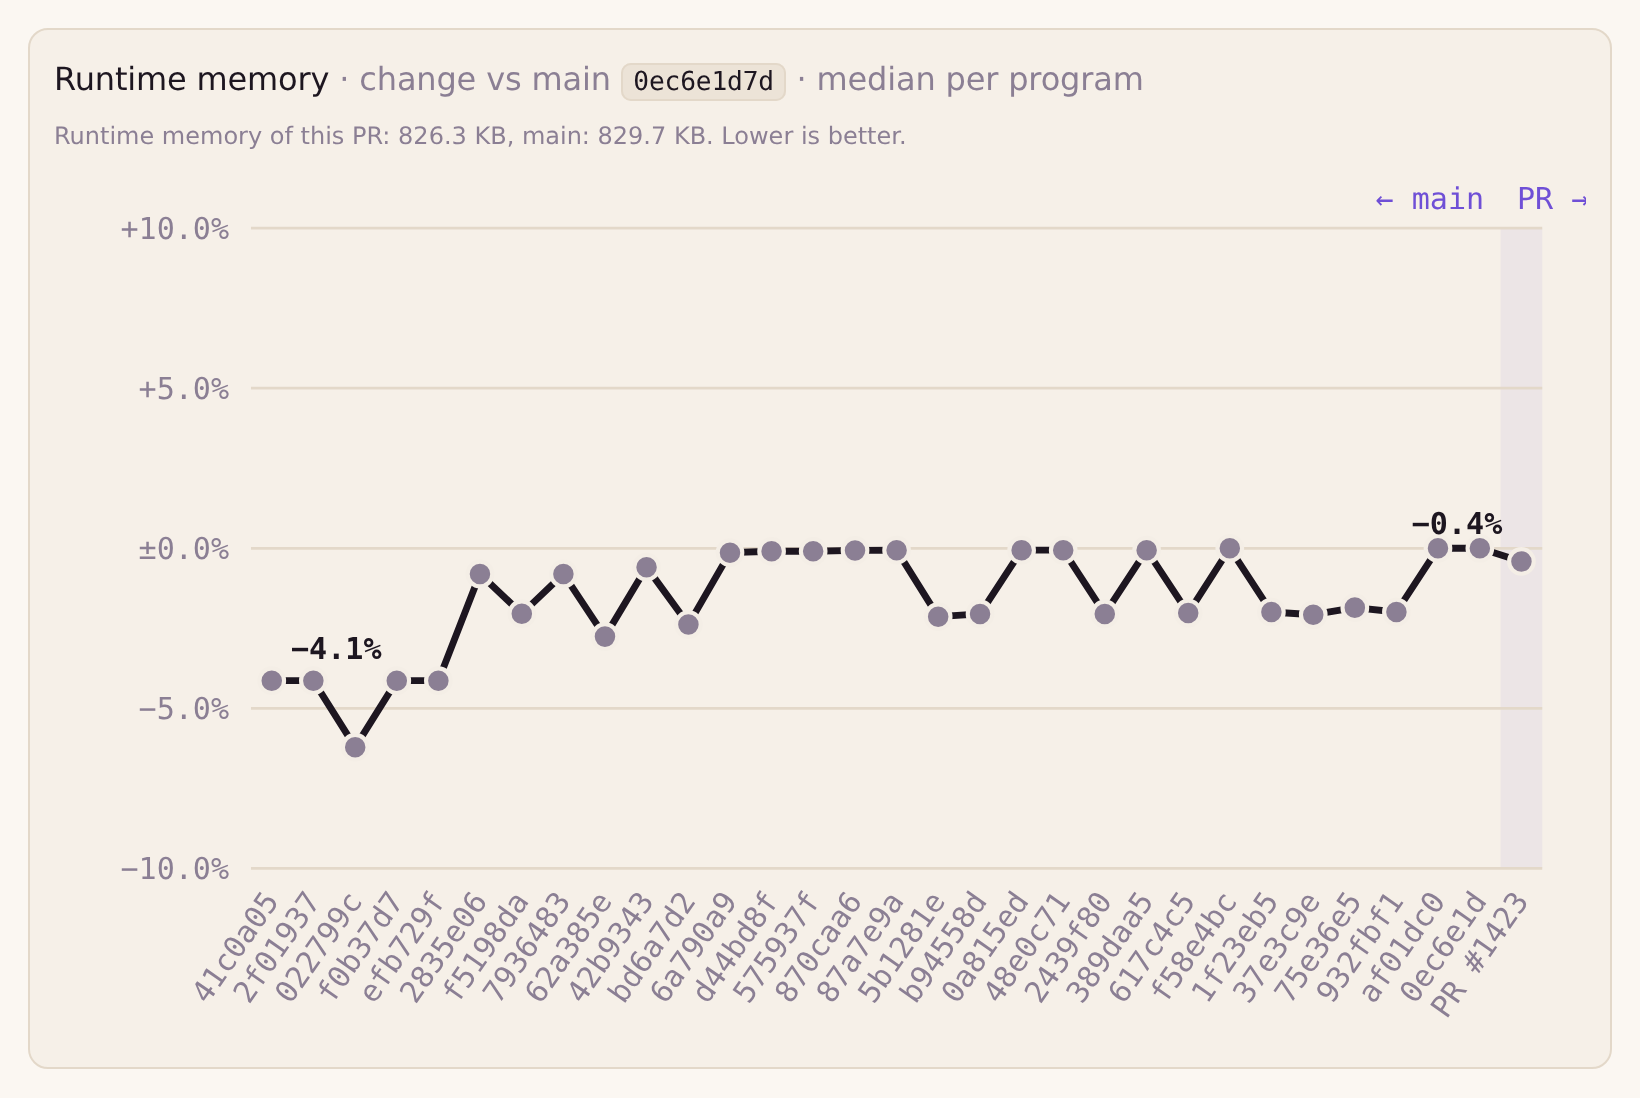 Runtime memory · change vs main 0ec6e1d7d · median per program
Runtime memory of this PR: 826.3 KB, main: 829.7 KB. Lower is better.
← main PR →
+10.0%
+5.0%
±0.0%
−5.0%
−10.0%
−4.1%
−0.4%
41c0a05
2f01937
022799c
f0b37d7
efb729f
2835e06
f5198da
7936483
62a385e
42b9343
bd6a7d2
6a790a9
d44bd8f
575937f
870caa6
87a7e9a
5b1281e
b94558d
0a815ed
48e0c71
2439f80
389daa5
617c4c5
f58e4bc
1f23eb5
37e3c9e
75e36e5
932fbf1
af01dc0
0ec6e1d
PR #1423